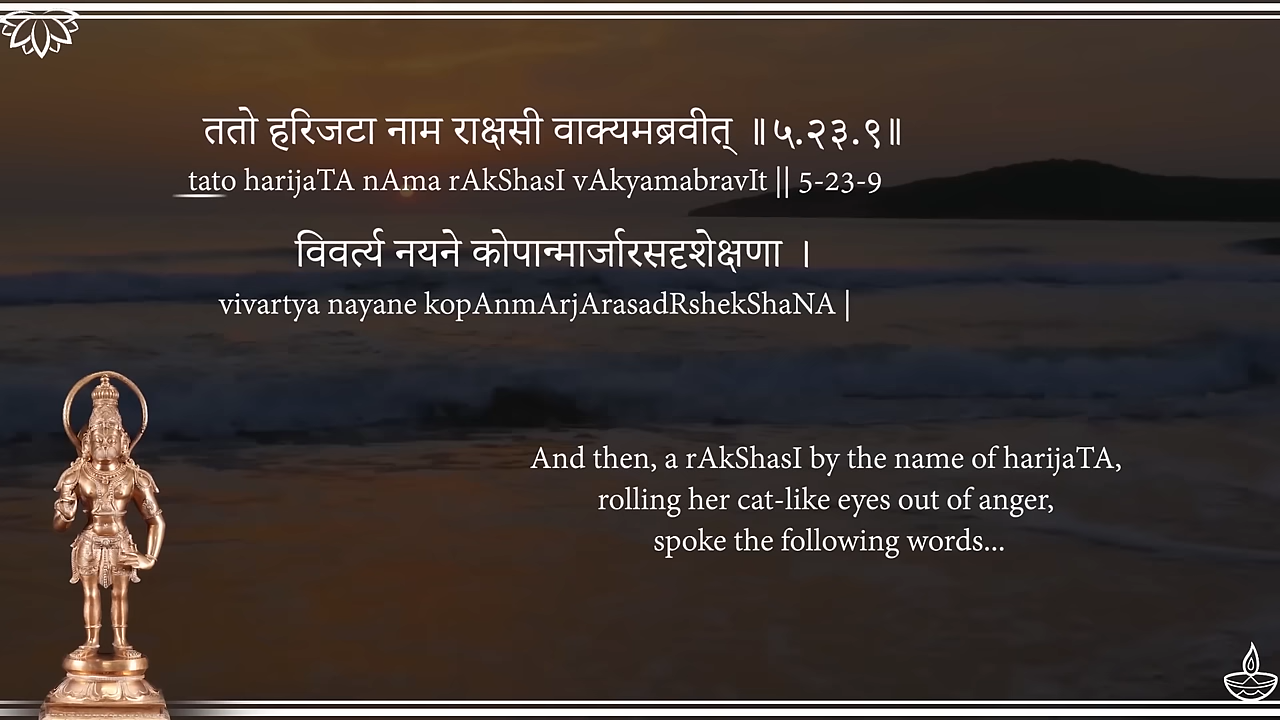 ततो हरिजटा नाम राक्षसी वाक्यमब्रवीत् ॥५.२३.९॥
tato harijaTA nAma rAkShasI vAkyamabravIt || 5-23-9
विवर्त्य नयने कोपान्मार्जारसदृशेक्षणा ।
vivartya nayane kopAnmArjArasadRshekShaNA |
And then, a rAkShasI by the name of harijaTA,
rolling her cat-like eyes out of anger,
spoke the following words...